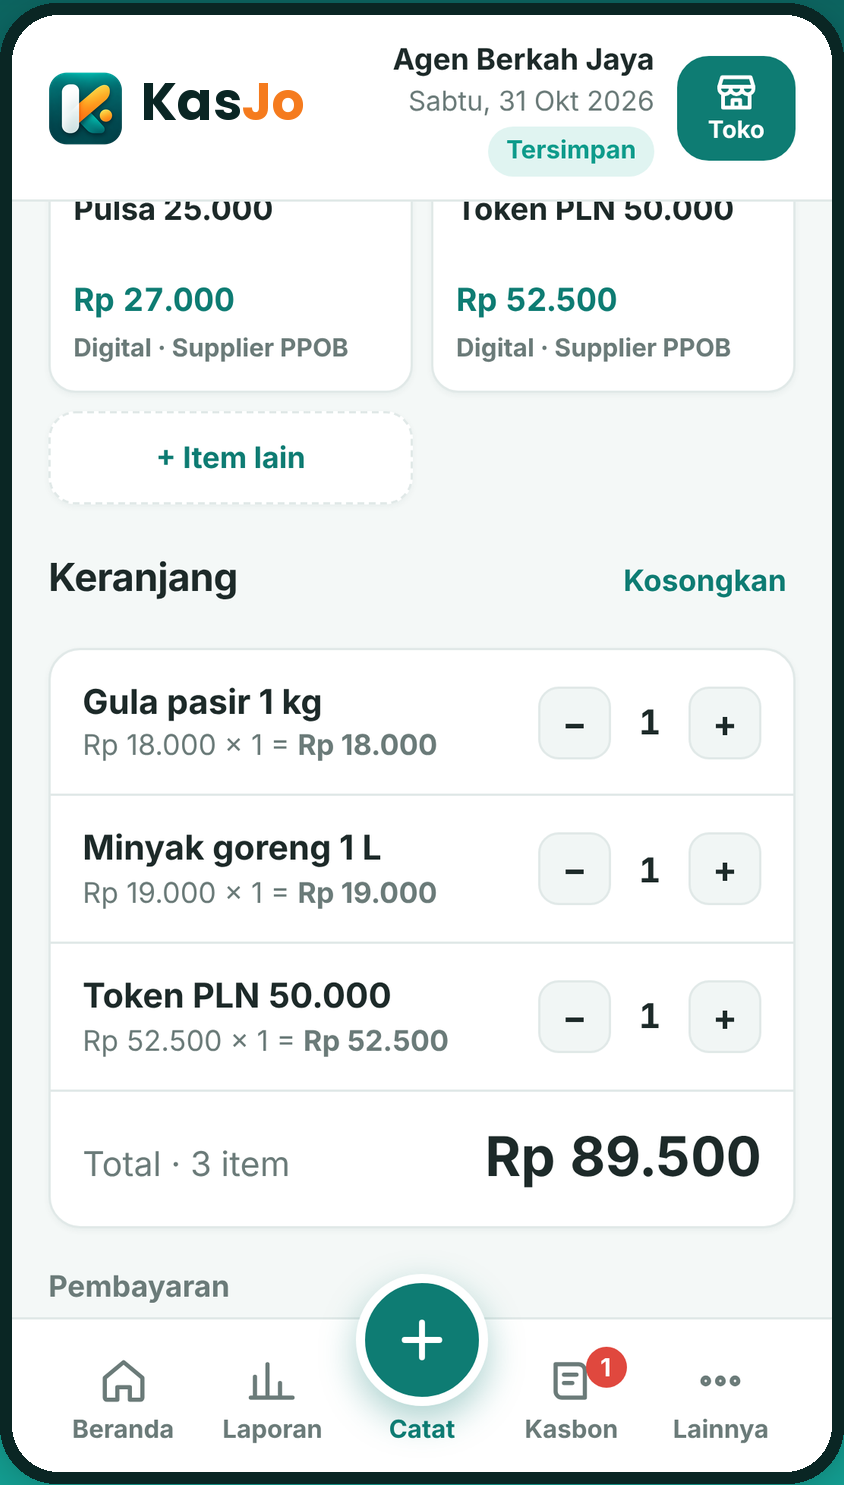 KasJo
Agen Berkah Jaya
Sabtu, 31 Okt 2026
Tersimpan
Toko
Pulsa 25.000
Token PLN 50.000
Rp 27.000
Rp 52.500
Digital · Supplier PPOB
Digital · Supplier PPOB
+ Item lain
Keranjang
Kosongkan
Gula pasir 1 kg
Rp 18.000 × 1 = Rp 18.000
− 1 +
Minyak goreng 1 L
Rp 19.000 × 1 = Rp 19.000
− 1 +
Token PLN 50.000
Rp 52.500 × 1 = Rp 52.500
− 1 +
Total · 3 item
Rp 89.500
Pembayaran
+
1
Beranda
Laporan
Catat
Kasbon
Lainnya